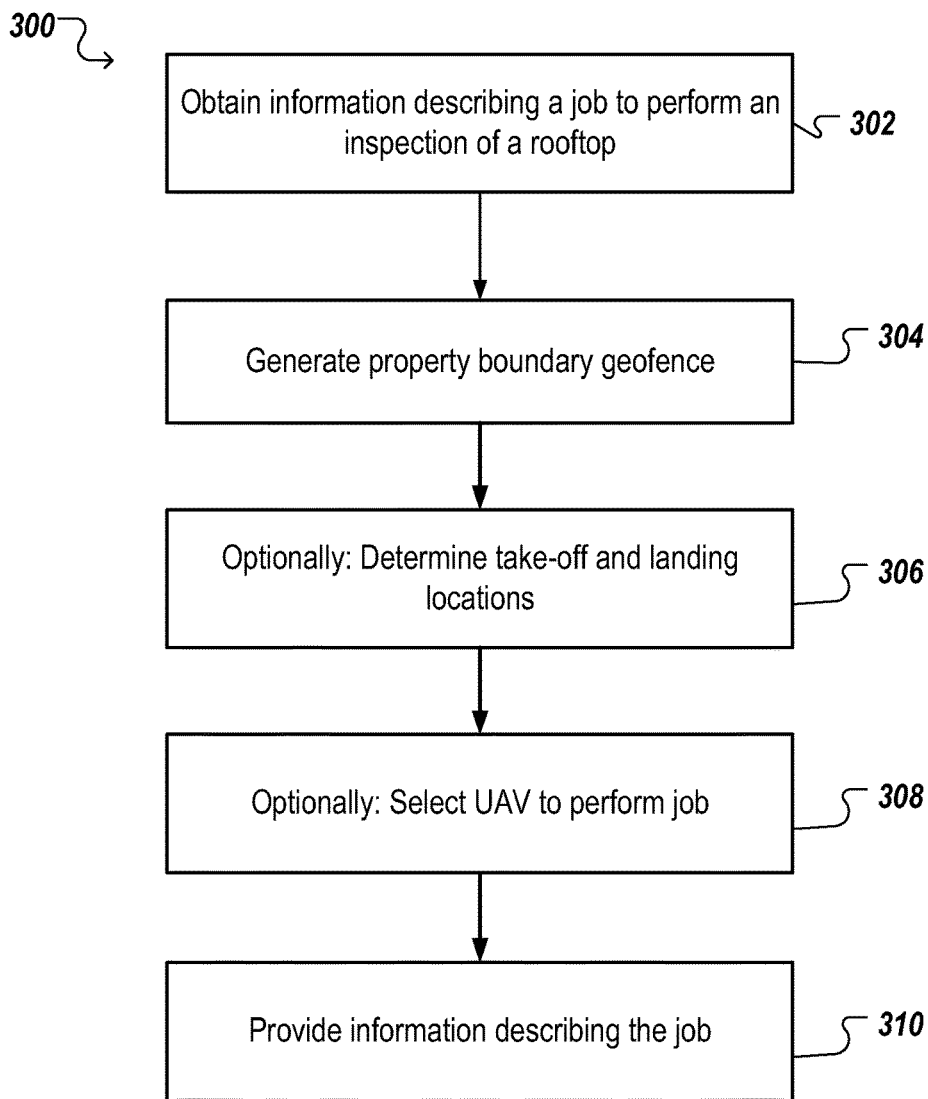 300
Obtain information describing a job to perform an
inspection of a rooftop
302
Generate property boundary geofence
304
Optionally: Determine take-off and landing
locations
306
Optionally: Select UAV to perform job
308
Provide information describing the job
310